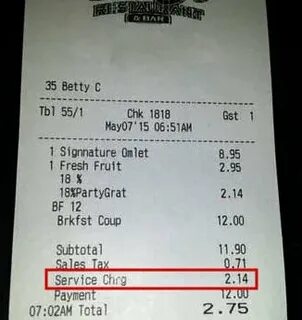 RESTAURANT
& BAR
35 Betty C
Tbl 55/1 Chk 1818 Gst 1
May07'15 06:51AM
1 Signnature Omlet 8.95
1 Fresh Fruit 2.95
18 %
18%PartyGrat 2.14
BF 12
Brkfst Coup 12.00
Subtotal 11.90
Sales Tax 0.71
Service Chrg 2.14
Payment 12.00
07:02AM Total 2.75